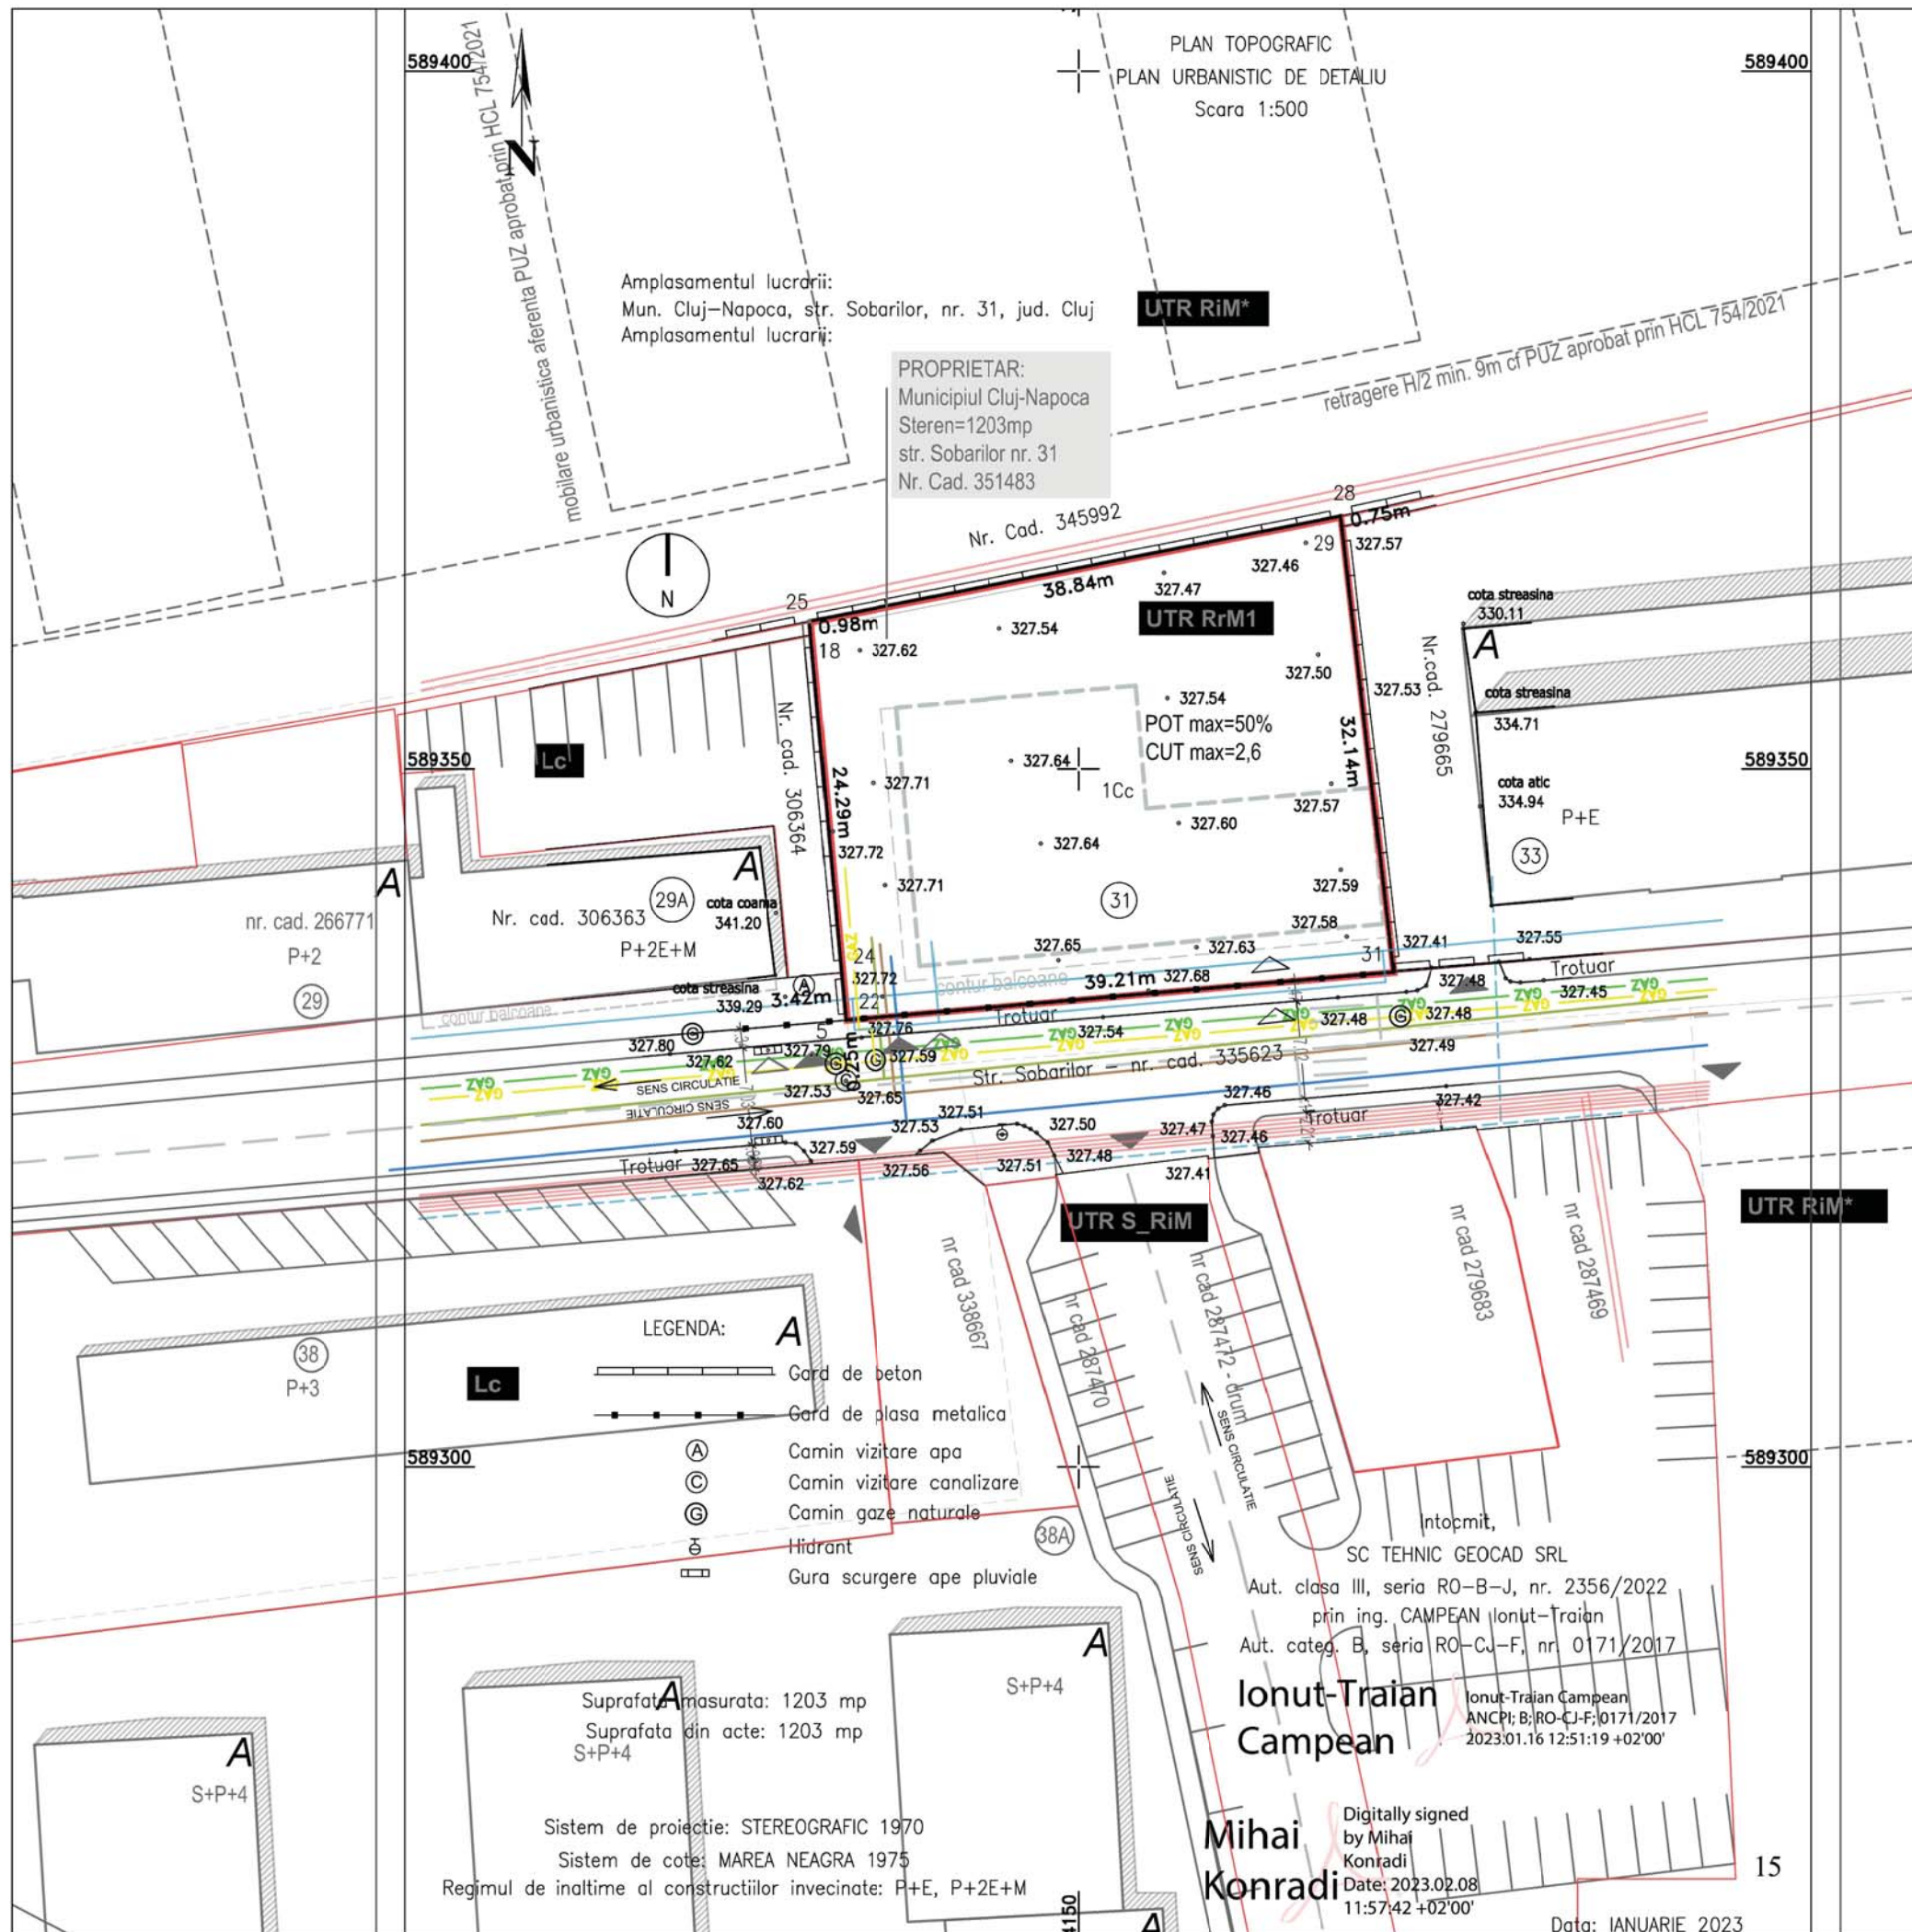 589400
PLAN TOPOGRAFIC
PLAN URBANISTIC DE DETALIU
Scara 1:500
589400
mobilare urbanistica aferenta PUZ aprobat prin HCL 754/2021
N
Amplasamentul lucrarii:
Mun. Cluj-Napoca, str. Sobarilor, nr. 31, jud. Cluj
Amplasamentul lucrarii:
UTR RiM*
retragere H/2 min. 9m cf PUZ aprobat prin HCL 754/2021
PROPRIETAR:
Municipiul Cluj-Napoca
Steren=1203mp
str. Sobarilor nr. 31
Nr. Cad. 351483
Nr. Cad. 345992
28
0.75m
29
327.57
327.46
327.47
38.84m
N
25
0.98m
18
327.62
327.54
UTR RrM1
cota streasina
330.11
A
327.50
327.53
Nr.cad. 279665
cota streasina
334.71
327.54
POT max=50%
CUT max=2,6
32.14m
Nr. cad. 306364
Lc
589350
589350
24.29m
327.71
327.64
1Cc
327.57
cota atic
334.94
P+E
33
327.60
327.64
327.72
327.71
31
327.59
327.58
A
A
29A
Nr. cad. 306363
cota coama
341.20
P+2E+M
nr. cad. 266771
P+2
29
GAZ
24
327.72
22
327.65
327.63
31
327.41
327.55
contur balcoane
39.21m
327.68
Trotuar
327.48
327.45
cota streasina
339.29
3.42m
A
contur balcoane
G
327.80
327.62
5
327.79
0.25m
327.76
327.59
Trotuar
327.54
327.48
G
327.48
327.49
GAZ
GAZ
GAZ
GAZ
GAZ
GAZ
GAZ
GAZ
GAZ
GAZ
GAZ
GAZ
Str. Sobarilor - nr. cad. 335623
SENS CIRCULATIE
SENS CIRCULATIE
327.53
327.65
327.60
327.59
327.53
327.51
327.50
327.47
327.46
327.46
327.42
Trotuar
Trotuar
327.65
327.62
327.56
327.51
327.48
327.41
UTR S_RiM
UTR RiM*
nr cad 338667
nr cad 287470
nr cad 287472 - drum
nr cad 279683
nr cad 287469
SENS CIRCULATIE
SENS CIRCULATIE
38
P+3
Lc
A
LEGENDA:
Gard de beton
Gard de plasa metalica
A Camin vizitare apa
C Camin vizitare canalizare
G Camin gaze naturale
Hidrant
Gura scurgere ape pluviale
589300
589300
38A
Intocmit,
SC TEHNIC GEOCAD SRL
Aut. clasa III, seria RO-B-J, nr. 2356/2022
prin ing. CAMPEAN Ionut-Traian
Aut. categ. B, seria RO-CJ-F, nr. 0171/2017
Ionut-Traian
Campean
Ionut-Traian Campean
ANCPI; B; RO-CJ-F; 0171/2017
2023.01.16 12:51:19 +02'00'
A
S+P+4
A
Suprafata masurata: 1203 mp
Suprafata din acte: 1203 mp
S+P+4
A
S+P+4
Sistem de proiectie: STEREOGRAFIC 1970
Sistem de cote: MAREA NEAGRA 1975
Regimul de inaltime al constructiilor invecinate: P+E, P+2E+M
A
Mihai
Konradi
Digitally signed
by Mihai
Konradi
Date: 2023.02.08
11:57:42 +02'00'
15
Data: IANUARIE 2023